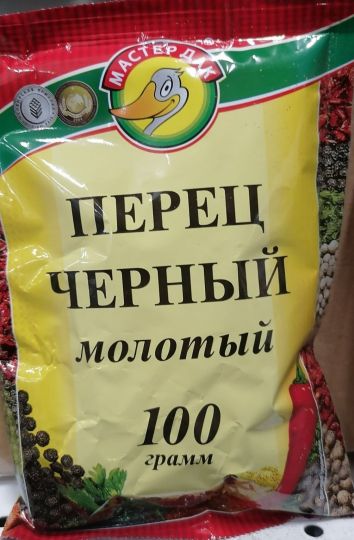 МАСТЕР ДАК
ПЕРЕЦ
ЧЕРНЫЙ
молотый
100
грамм